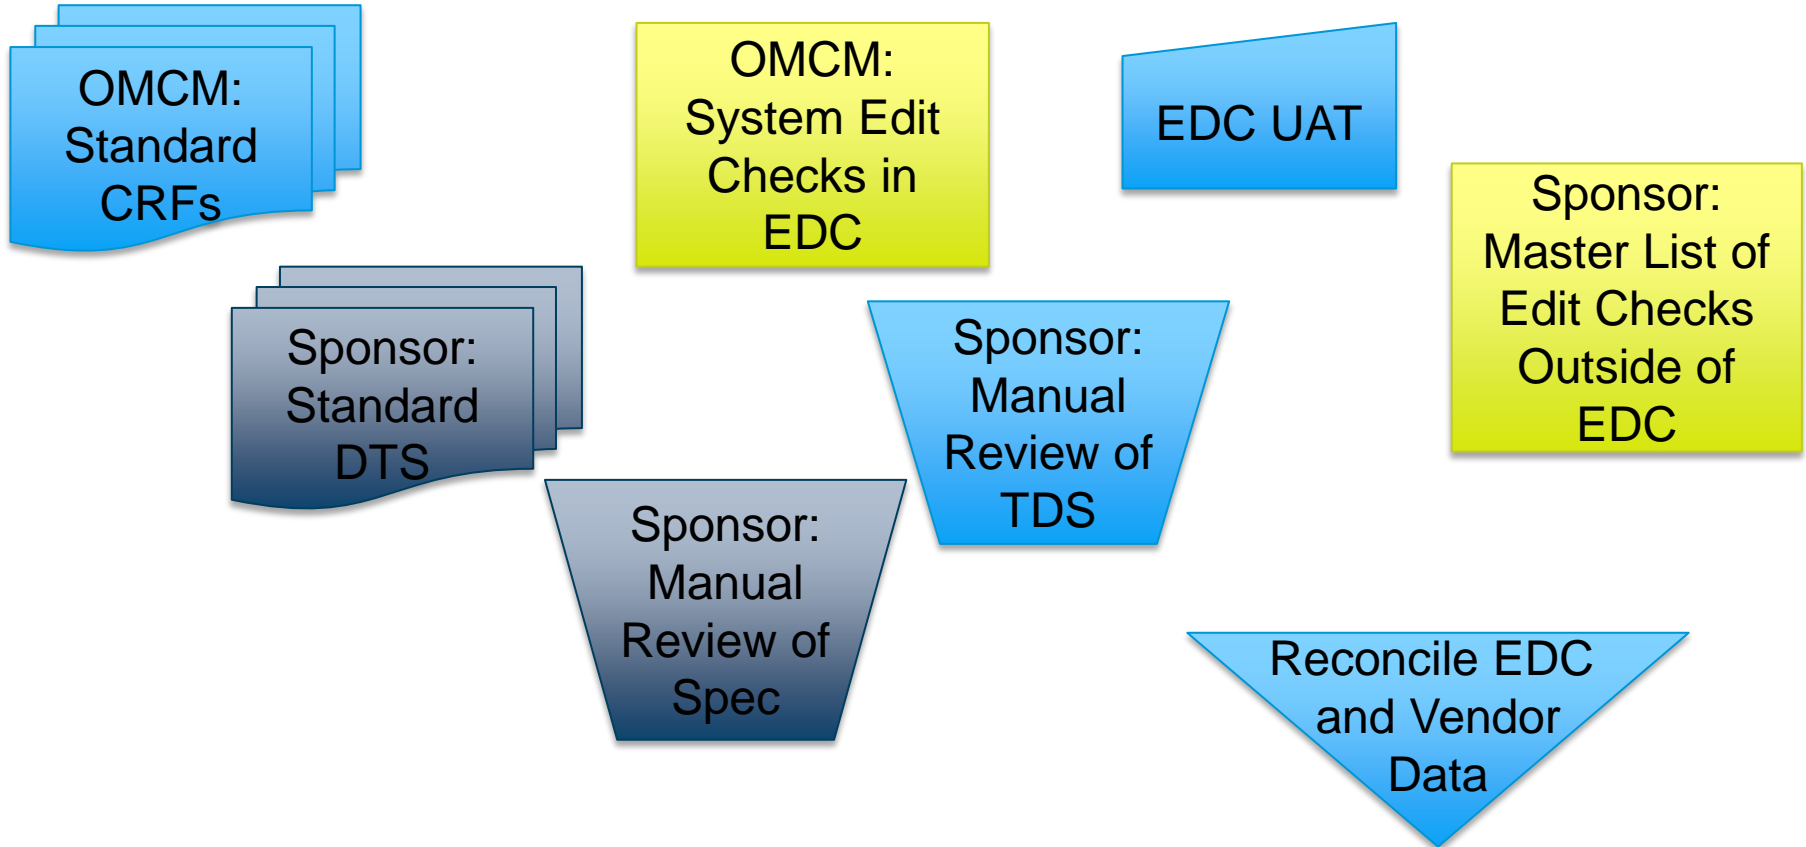 OMCM:
Standard
CRFs
OMCM:
System Edit
Checks in
EDC
EDC UAT
Sponsor:
Master List of
Edit Checks
Outside of
EDC
Sponsor:
Standard
DTS
Sponsor:
Manual
Review of
TDS
Sponsor:
Manual
Review of
Spec
Reconcile EDC
and Vendor
Data